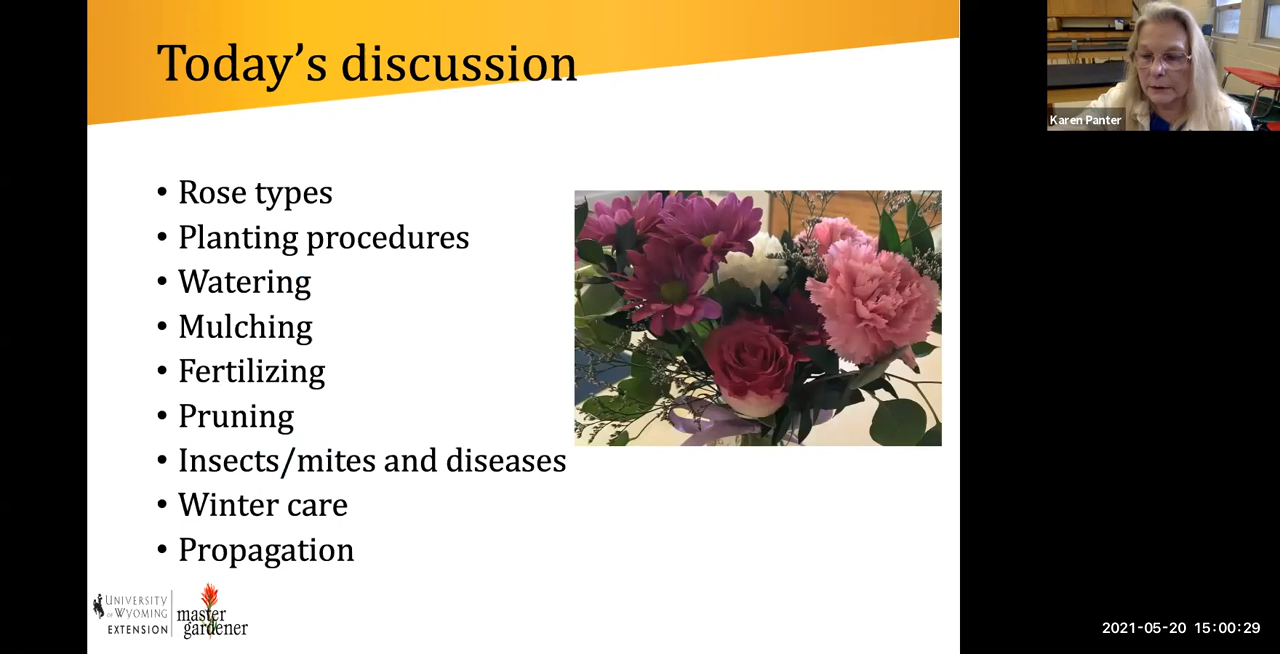 Today's discussion
Karen Panter
• Rose types
• Planting procedures
• Watering
• Mulching
• Fertilizing
• Pruning
• Insects/mites and diseases
• Winter care
• Propagation
UNIVERSITY
OF WYOMING
EXTENSION
master
gardener
2021-05-20 15:00:29